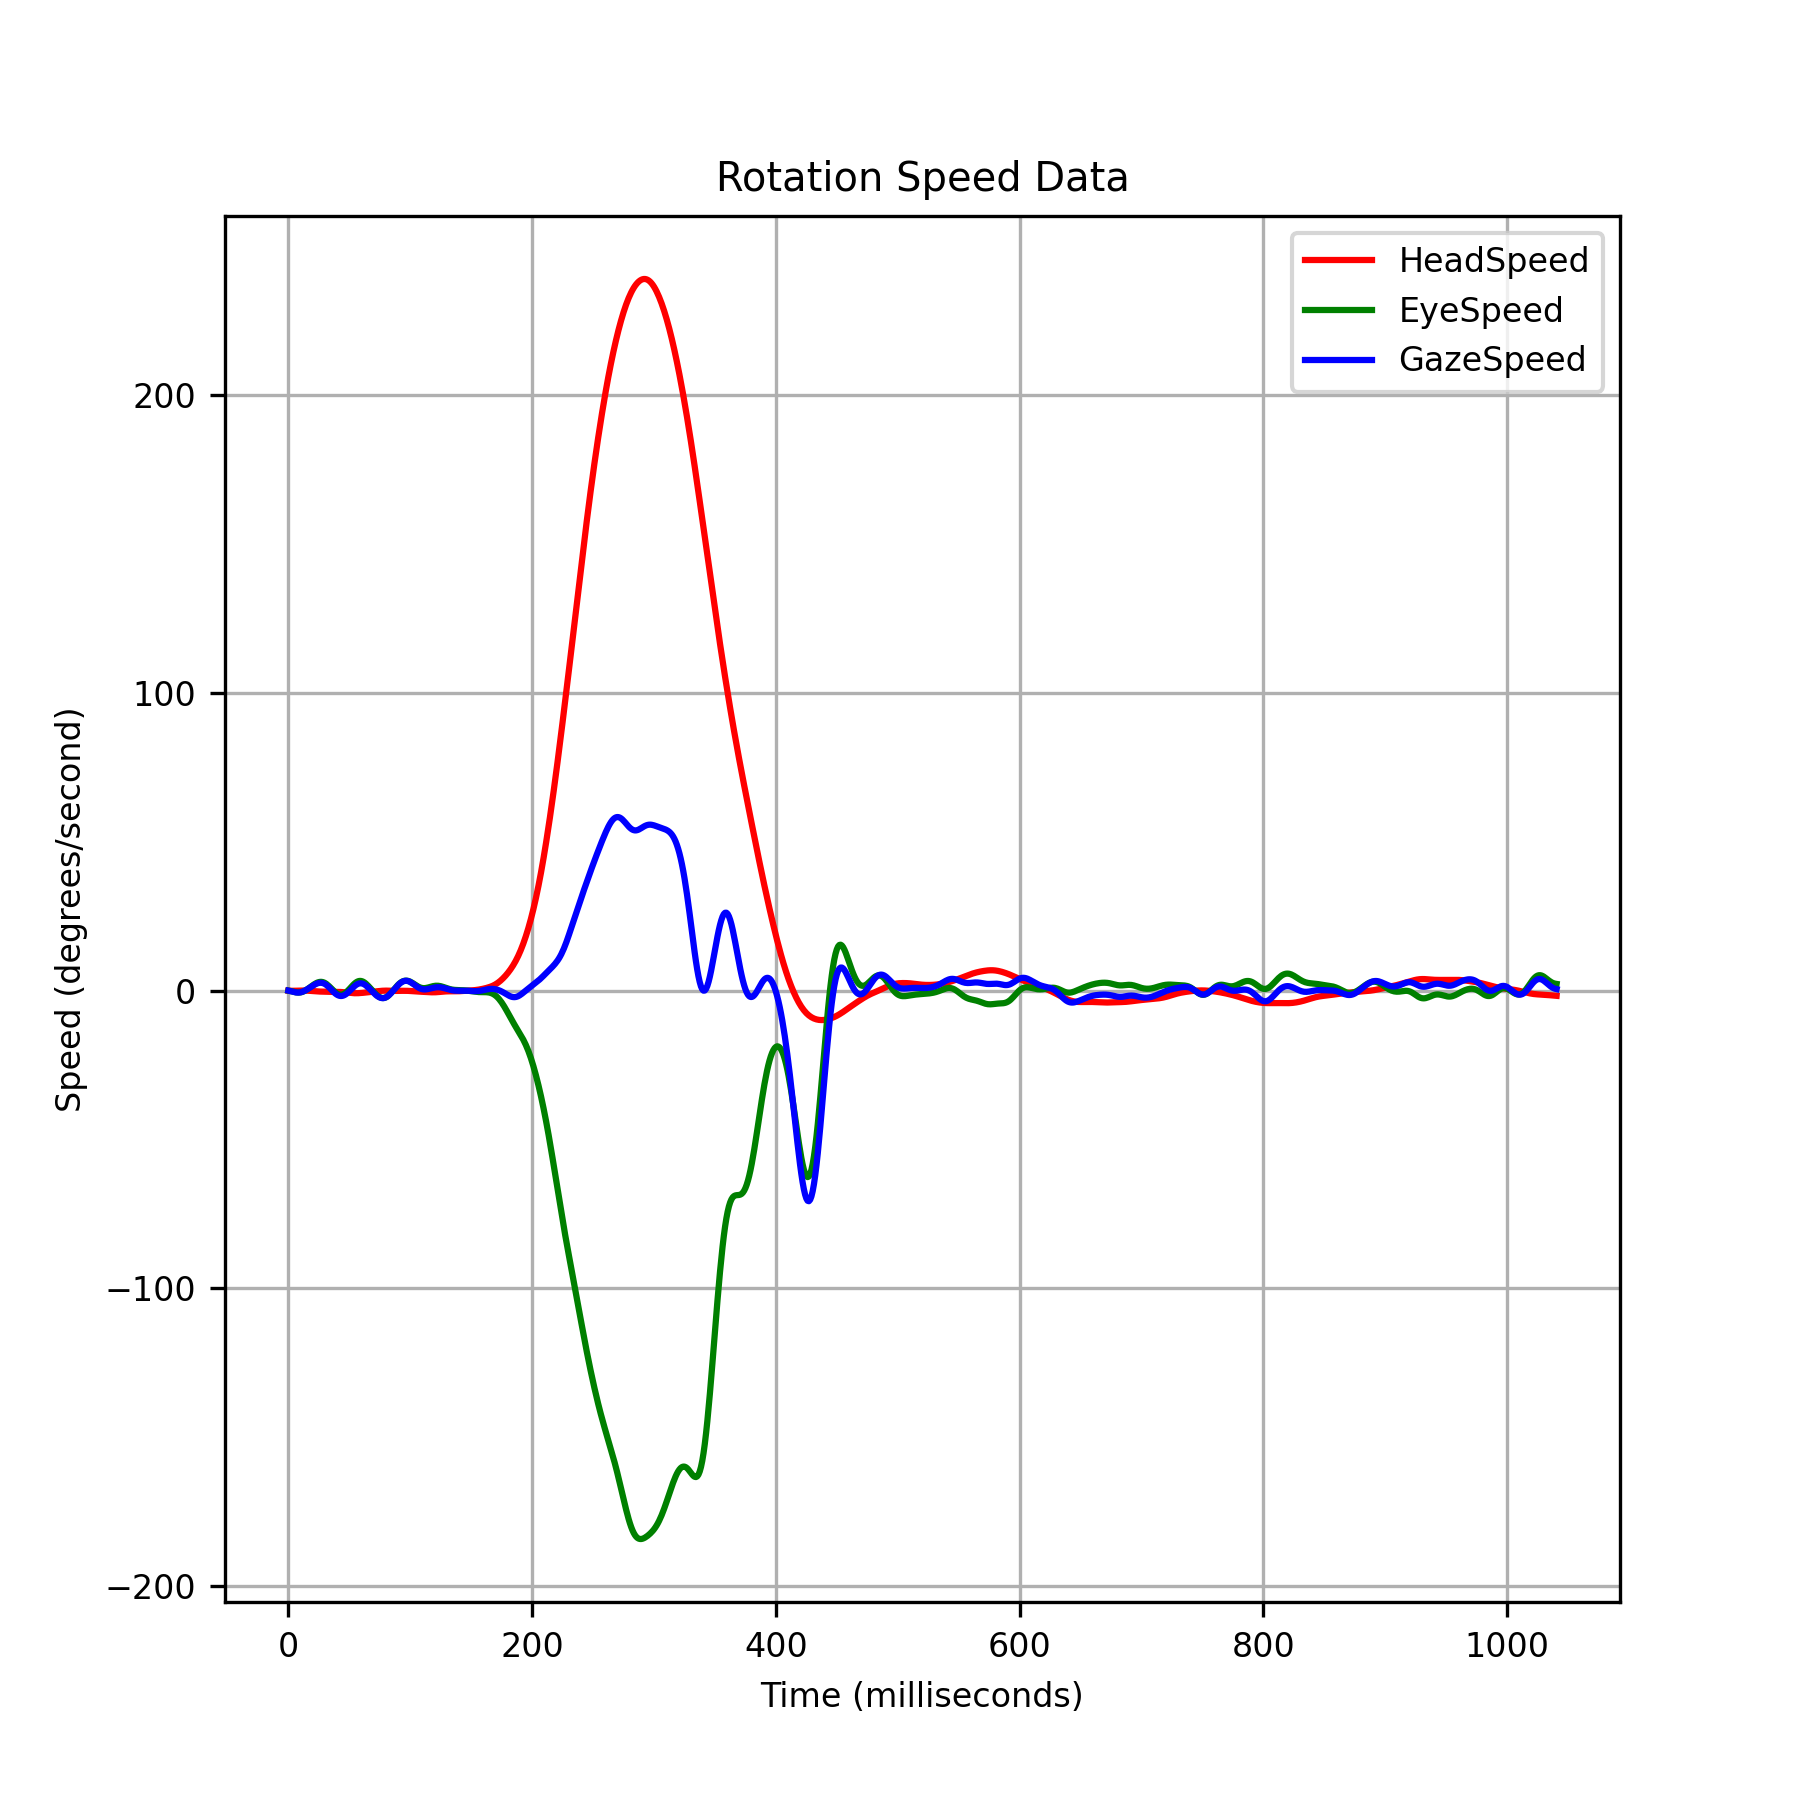 Rotation Speed Data
HeadSpeed
EyeSpeed
GazeSpeed
Speed (degrees/second)
200
100
0
−100
−200
0 200 400 600 800 1000
Time (milliseconds)